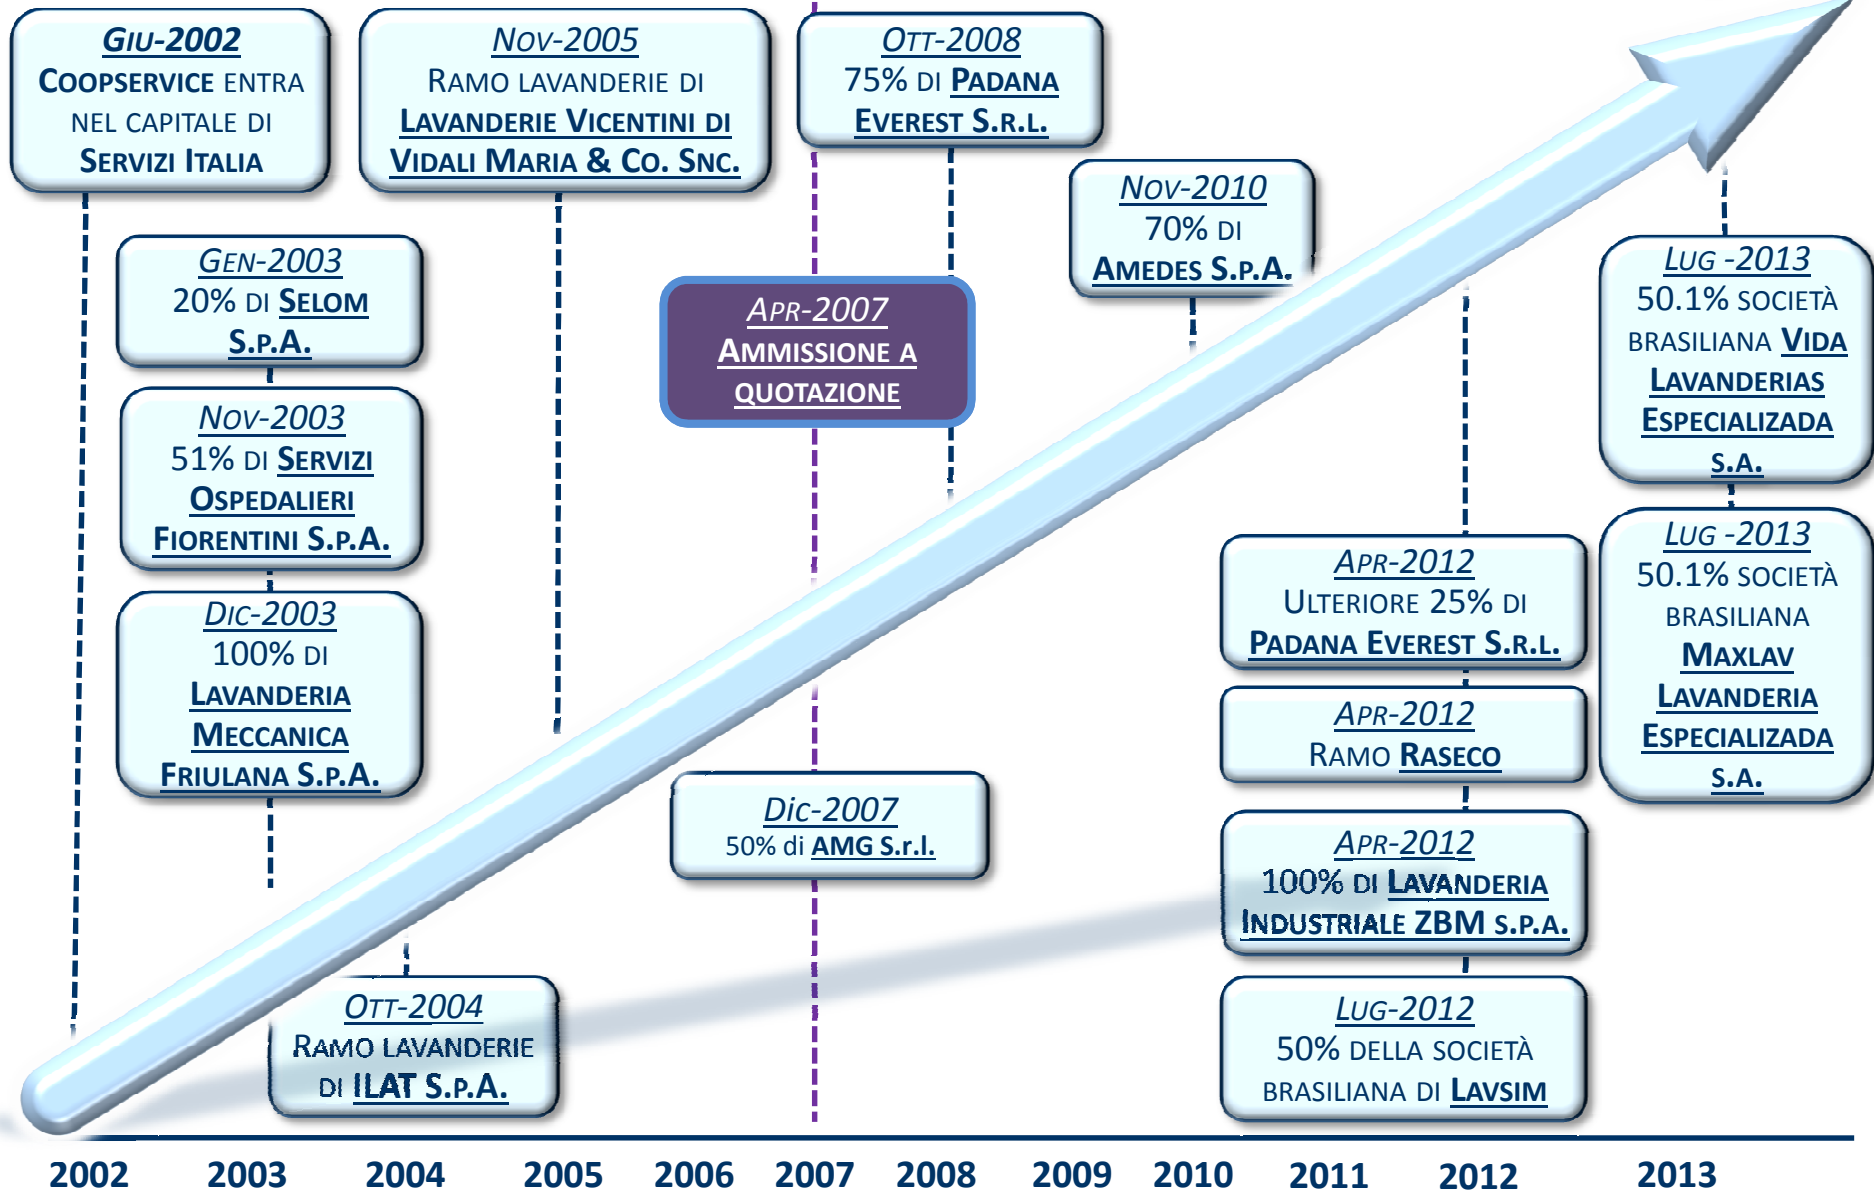 GIU-2002
COOPSERVICE ENTRA
NEL CAPITALE DI
SERVIZI ITALIA
GEN-2003
20% DI SELOM
S.P.A.
NOV-2003
51% DI SERVIZI
OSPEDALIERI
FIORENTINI S.P.A.
DIC-2003
100% DI
LAVANDERIA
MECCANICA
FRIULANA S.P.A.
OTT-2004
RAMO LAVANDERIE
DI ILAT S.P.A.
NOV-2005
RAMO LAVANDERIE DI
LAVANDERIE VICENTINI DI
VIDALI MARIA & CO. SNC.
APR-2007
AMMISSIONE A
QUOTAZIONE
Dic-2007
50% di AMG S.r.l.
OTT-2008
75% DI PADANA
EVEREST S.R.L.
NOV-2010
70% DI
AMEDES S.P.A.
APR-2012
ULTERIORE 25% DI
PADANA EVEREST S.R.L.
APR-2012
RAMO RASECO
APR-2012
100% DI LAVANDERIA
INDUSTRIALE ZBM S.P.A.
LUG-2012
50% DELLA SOCIETÀ
BRASILIANA DI LAVSIM
LUG -2013
50.1% SOCIETÀ
BRASILIANA VIDA
LAVANDERIAS
ESPECIALIZADA
S.A.
LUG -2013
50.1% SOCIETÀ
BRASILIANA
MAXLAV
LAVANDERIA
ESPECIALIZADA
S.A.
2002 2003 2004 2005 2006 2007 2008 2009 2010 2011 2012 2013